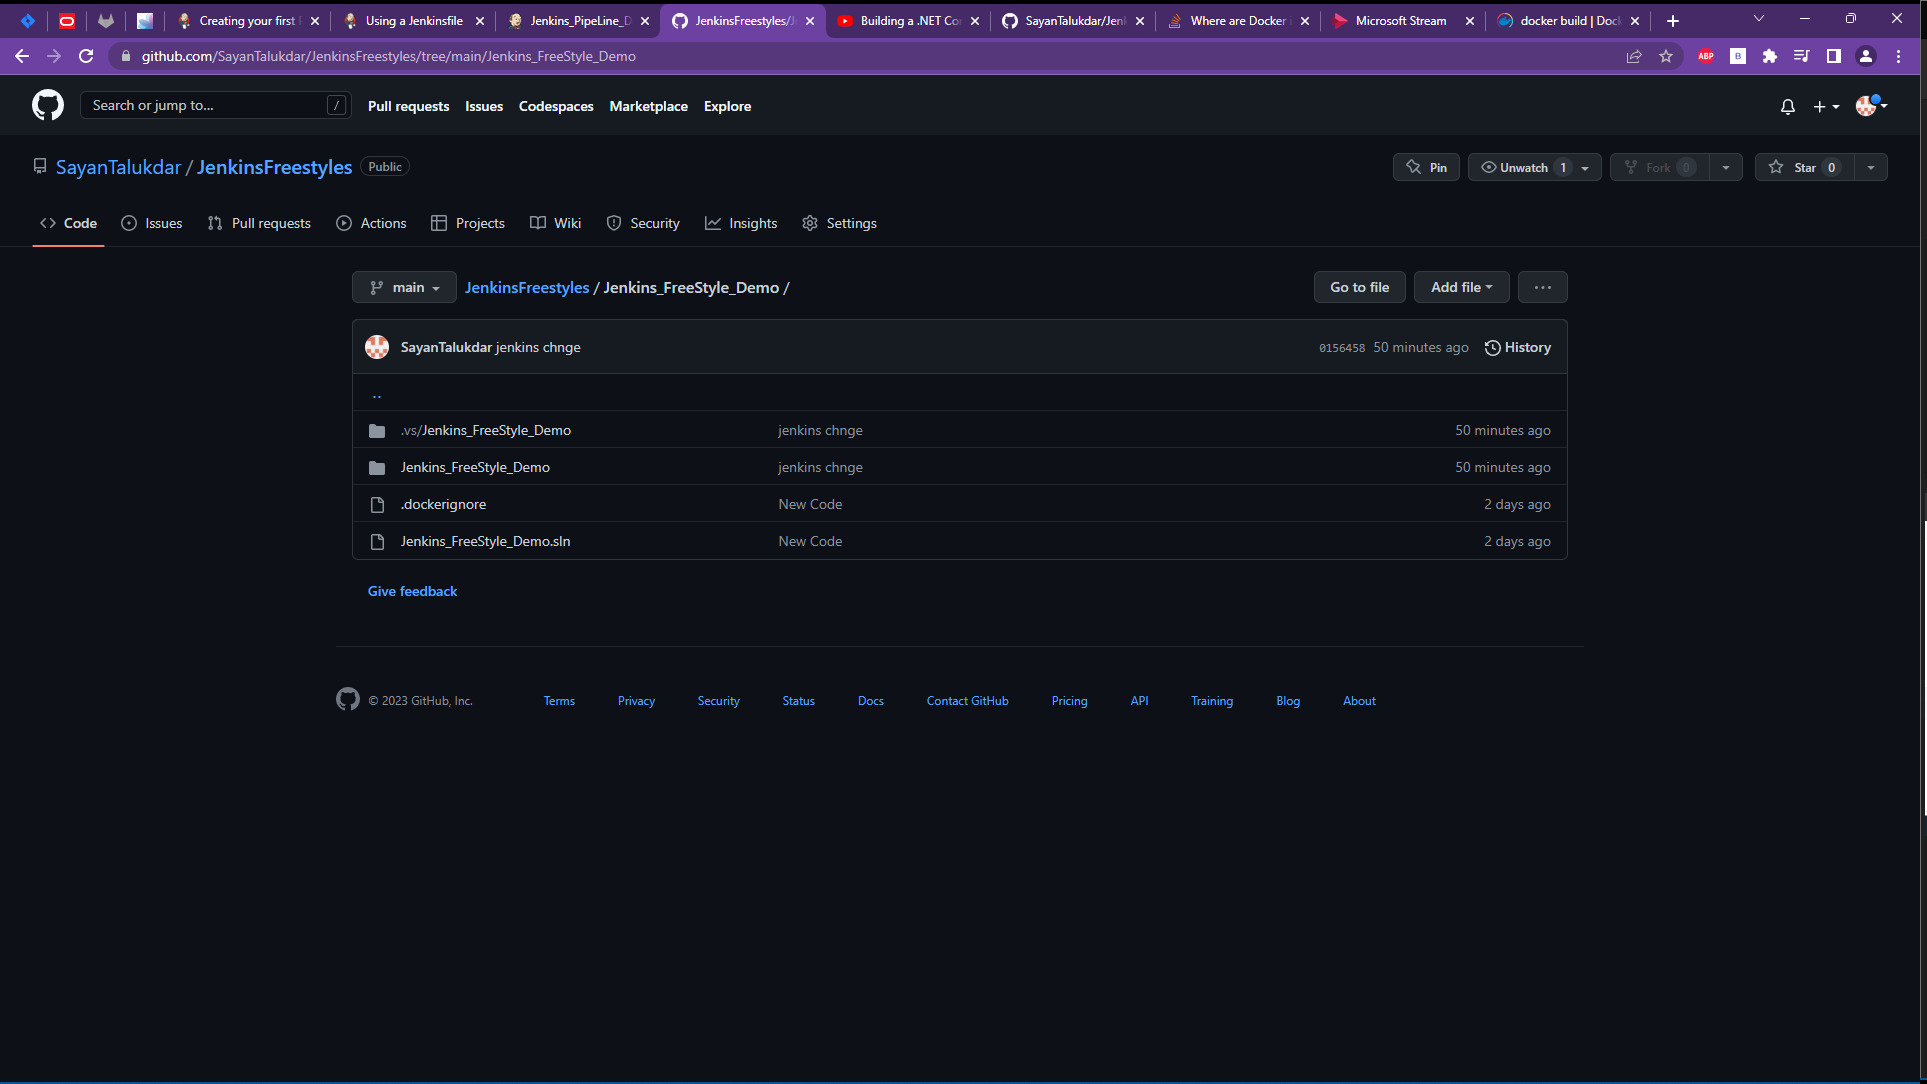 Creating your first P
Using a Jenkinsfile
Jenkins_PipeLine_D
JenkinsFreestyles/J
Building a .NET Co
SayanTalukdar/Jenk
Where are Docker i
Microsoft Stream
docker build | Dock
github.com/SayanTalukdar/JenkinsFreestyles/tree/main/Jenkins_FreeStyle_Demo
ABP
B
Search or jump to...
/
Pull requests
Issues
Codespaces
Marketplace
Explore
SayanTalukdar / JenkinsFreestyles Public
Pin
Unwatch 1
Fork 0
Star 0
Code
Issues
Pull requests
Actions
Projects
Wiki
Security
Insights
Settings
main
JenkinsFreestyles / Jenkins_FreeStyle_Demo /
Go to file
Add file
...
SayanTalukdar jenkins chnge 0156458 50 minutes ago History
..
.vs/Jenkins_FreeStyle_Demo jenkins chnge 50 minutes ago
Jenkins_FreeStyle_Demo jenkins chnge 50 minutes ago
.dockerignore New Code 2 days ago
Jenkins_FreeStyle_Demo.sln New Code 2 days ago
Give feedback
© 2023 GitHub, Inc. Terms Privacy Security Status Docs Contact GitHub Pricing API Training Blog About